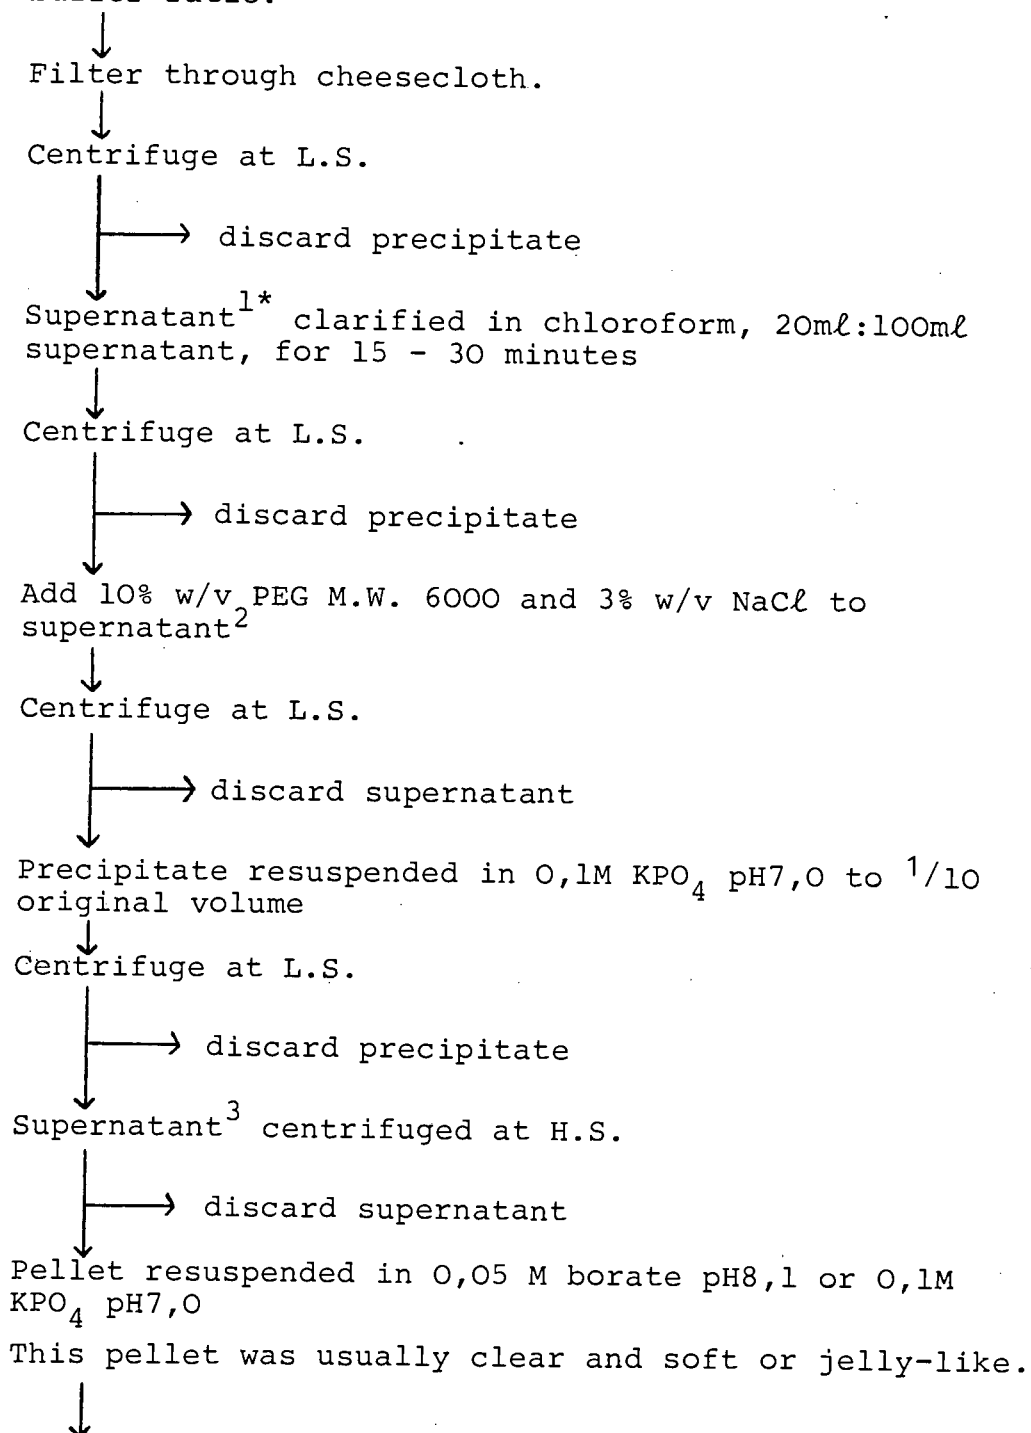 Filter through cheesecloth.
Centrifuge at L.S.
discard precipitate
Supernatant1* clarified in chloroform, 20mℓ:100mℓ
supernatant, for 15 - 30 minutes
Centrifuge at L.S.
discard precipitate
Add 10% w/v PEG M.W. 6000 and 3% w/v NaCℓ to
supernatant2
Centrifuge at L.S.
discard supernatant
Precipitate resuspended in 0,1M KPO4 pH7,0 to 1/10
original volume
Centrifuge at L.S.
discard precipitate
Supernatant3 centrifuged at H.S.
discard supernatant
Pellet resuspended in 0,05 M borate pH8,1 or 0,1M
KPO4 pH7,0
This pellet was usually clear and soft or jelly-like.